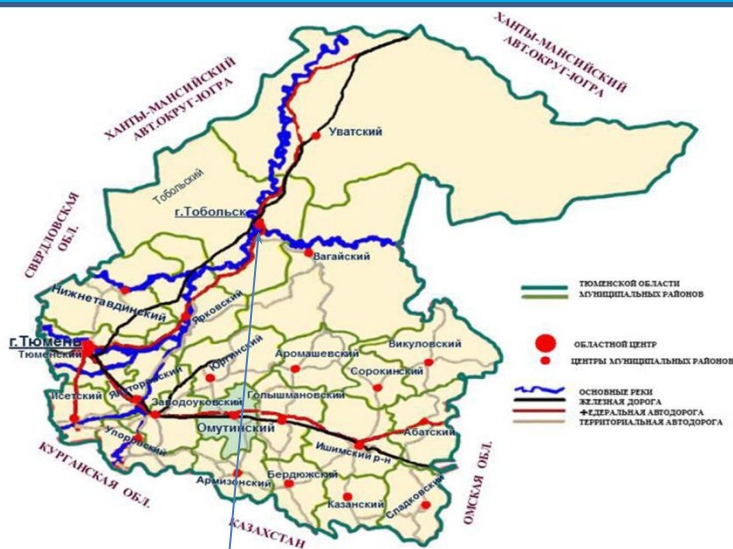 ХАНТЫ-МАНСИЙСКИЙ
АВТ.ОКРУГ-ЮГРА
ХАНТЫ-МАНСИЙСКИЙ
АВТ.ОКРУГ-ЮГРА
Уватский
Тобольский
г.Тобольск
СВЕРДЛОВСКАЯ
ОБЛ.
Вагайский
Нижнетавдинский
Ярковский
г.Тюмень
Тюменский
Юргинский
Аромашевский
Викуловский
Сорокинский
Исетский
Ялуторовский
Заводоуковский
Голышмановский
Омутинский
Абатский
Упоровский
Ишимский р-н
Армизонский
Бердюжский
Казанский
Сладковский
КУРГАНСКАЯ ОБЛ.
КАЗАХСТАН
ОМСКАЯ ОБЛ.
ТЮМЕНСКОЙ ОБЛАСТИ
МУНИЦИПАЛЬНЫХ РАЙОНОВ
ОБЛАСТНОЙ ЦЕНТР
ЦЕНТРЫ МУНИЦИПАЛЬНЫХ РАЙОНОВ
ОСНОВНЫЕ РЕКИ
ЖЕЛЕЗНАЯ ДОРОГА
ФЕДЕРАЛЬНАЯ АВТОДОРОГА
ТЕРРИТОРИАЛЬНАЯ АВТОДОРОГА